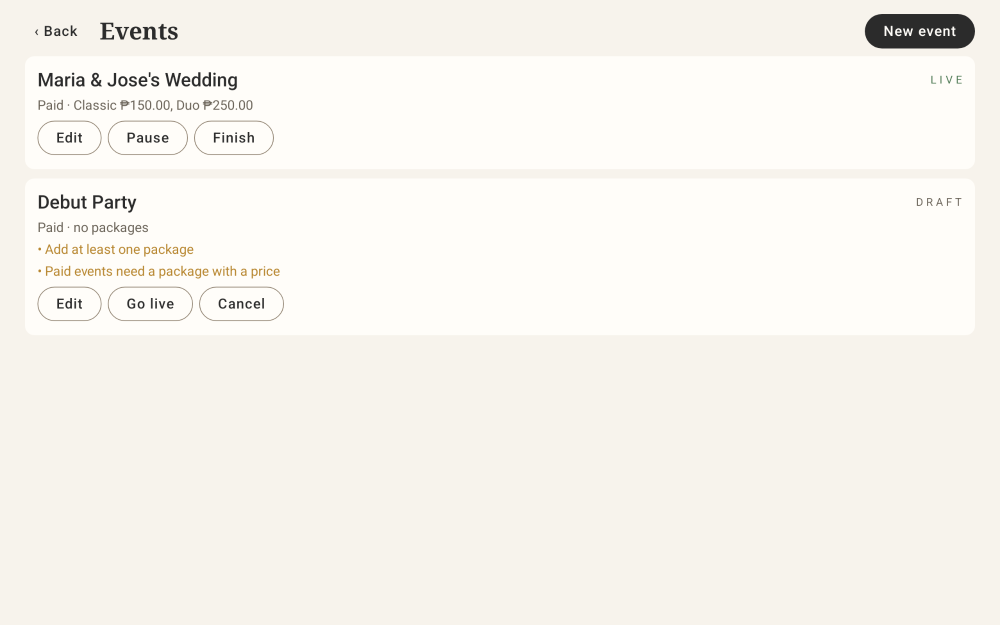 ‹ Back Events New event
Maria & Jose's Wedding LIVE
Paid · Classic ₱150.00, Duo ₱250.00
Edit Pause Finish
Debut Party DRAFT
Paid · no packages
• Add at least one package
• Paid events need a package with a price
Edit Go live Cancel